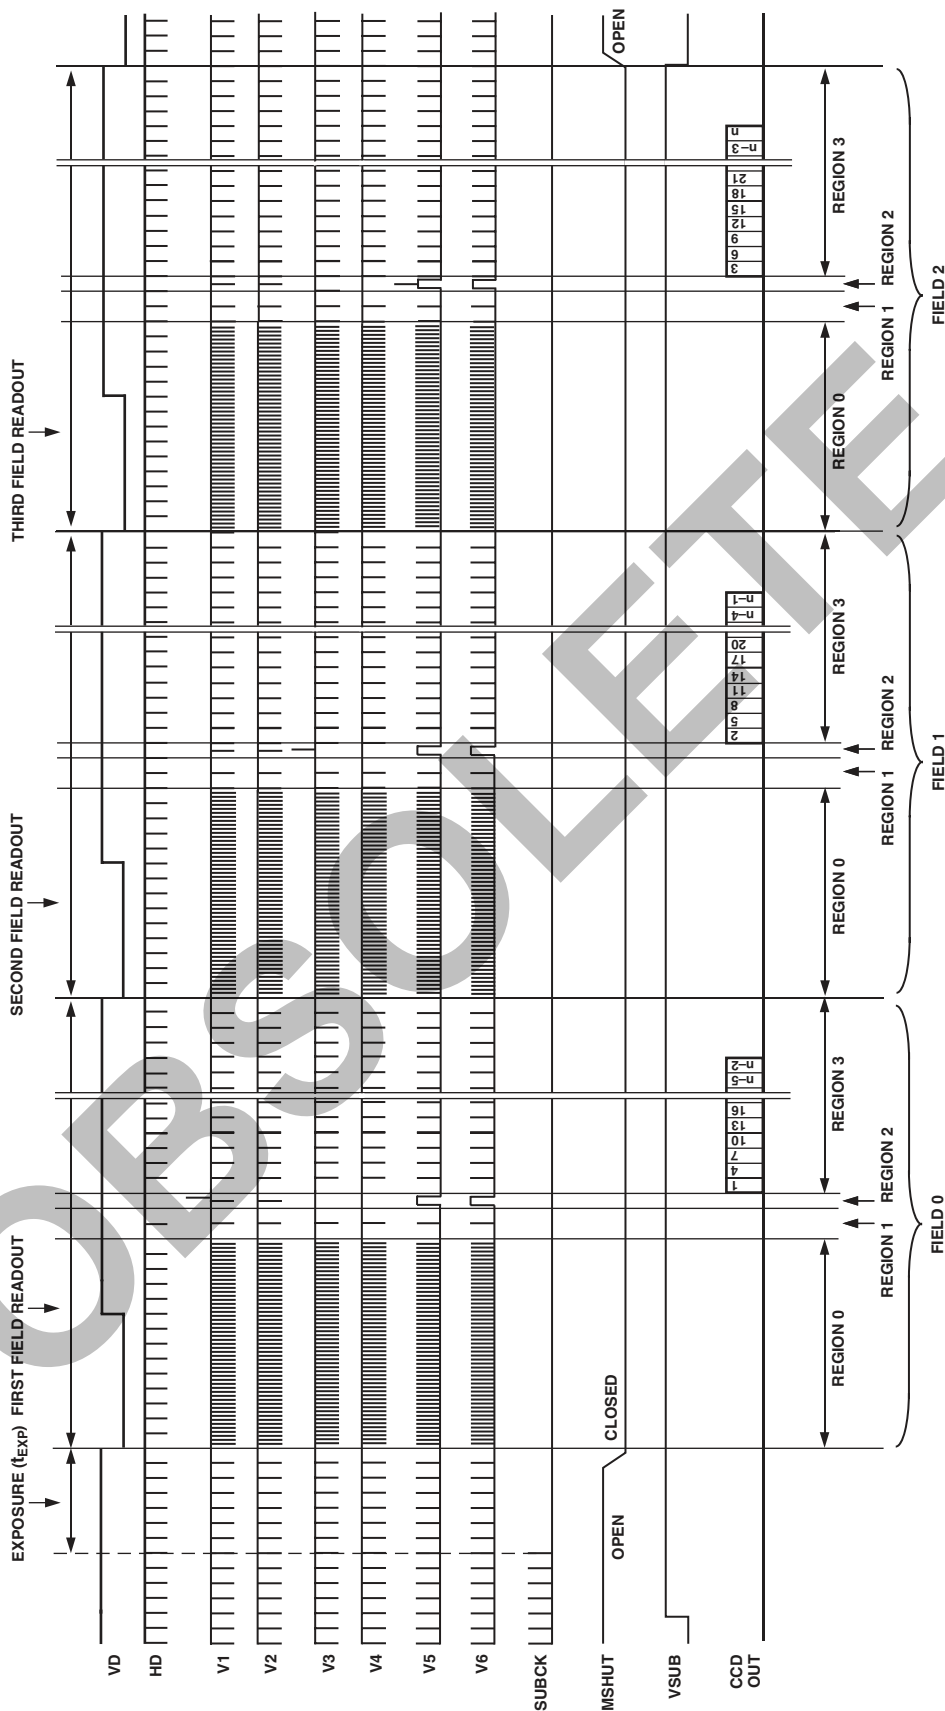 EXPOSURE (tEXP)
FIRST FIELD READOUT
SECOND FIELD READOUT
THIRD FIELD READOUT
VD
HD
V1
V2
V3
V4
V5
V6
SUBCK
MSHUT
OPEN
CLOSED
OPEN
VSUB
CCD
OUT
1 4 7 10 13 16 n–5 n–2
2 5 8 11 14 17 20 n–4 n–1
3 6 9 12 15 18 21 n–3 n
REGION 0
REGION 3
REGION 0
REGION 3
REGION 0
REGION 3
REGION 1
REGION 2
REGION 1
REGION 2
REGION 1
REGION 2
FIELD 0
FIELD 1
FIELD 2
OBSOLETE